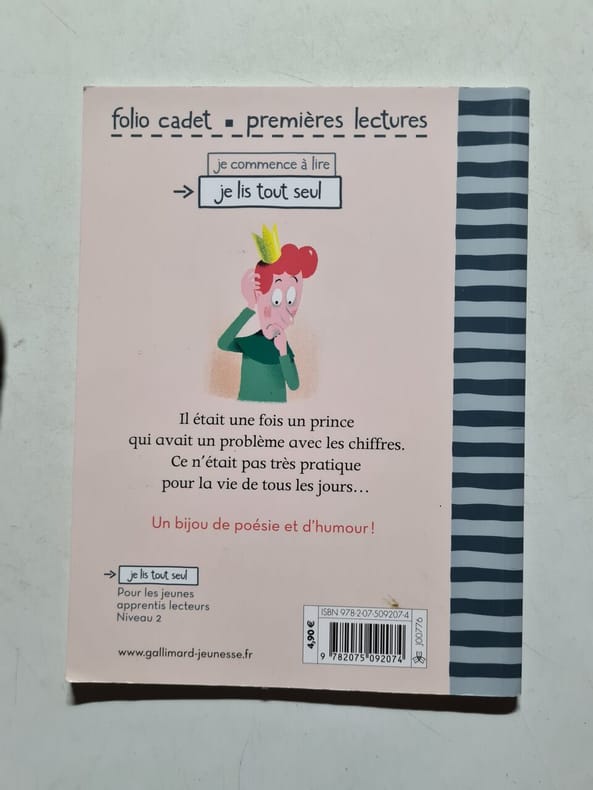 folio cadet ▪ premières lectures
je commence à lire
→ je lis tout seul
Il était une fois un prince
qui avait un problème avec les chiffres.
Ce n'était pas très pratique
pour la vie de tous les jours…
Un bijou de poésie et d'humour !
→ je lis tout seul
Pour les jeunes
apprentis lecteurs
Niveau 2
www.gallimard-jeunesse.fr
ISBN 978-2-07-509207-4
4,90 €
9 782075 092074
J00776